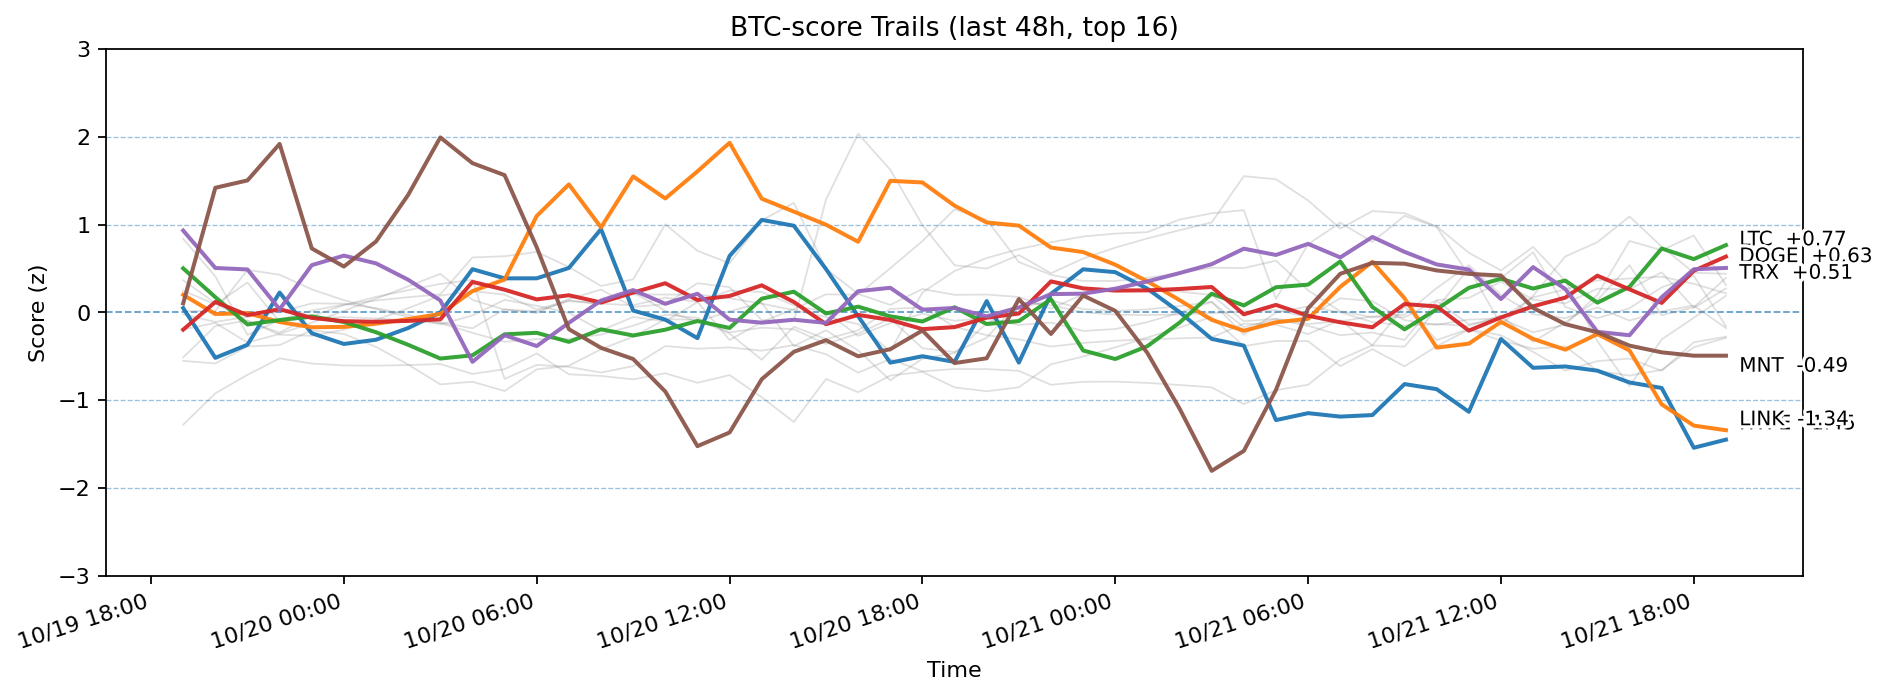 BTC-score Trails (last 48h, top 16)
Score (z)
3
2
1
0
−1
−2
−3
LTC +0.77
DOGE +0.63
TRX +0.51
MNT -0.49
LINK -1.34
10/19 18:00
10/20 00:00
10/20 06:00
10/20 12:00
10/20 18:00
10/21 00:00
10/21 06:00
10/21 12:00
10/21 18:00
Time